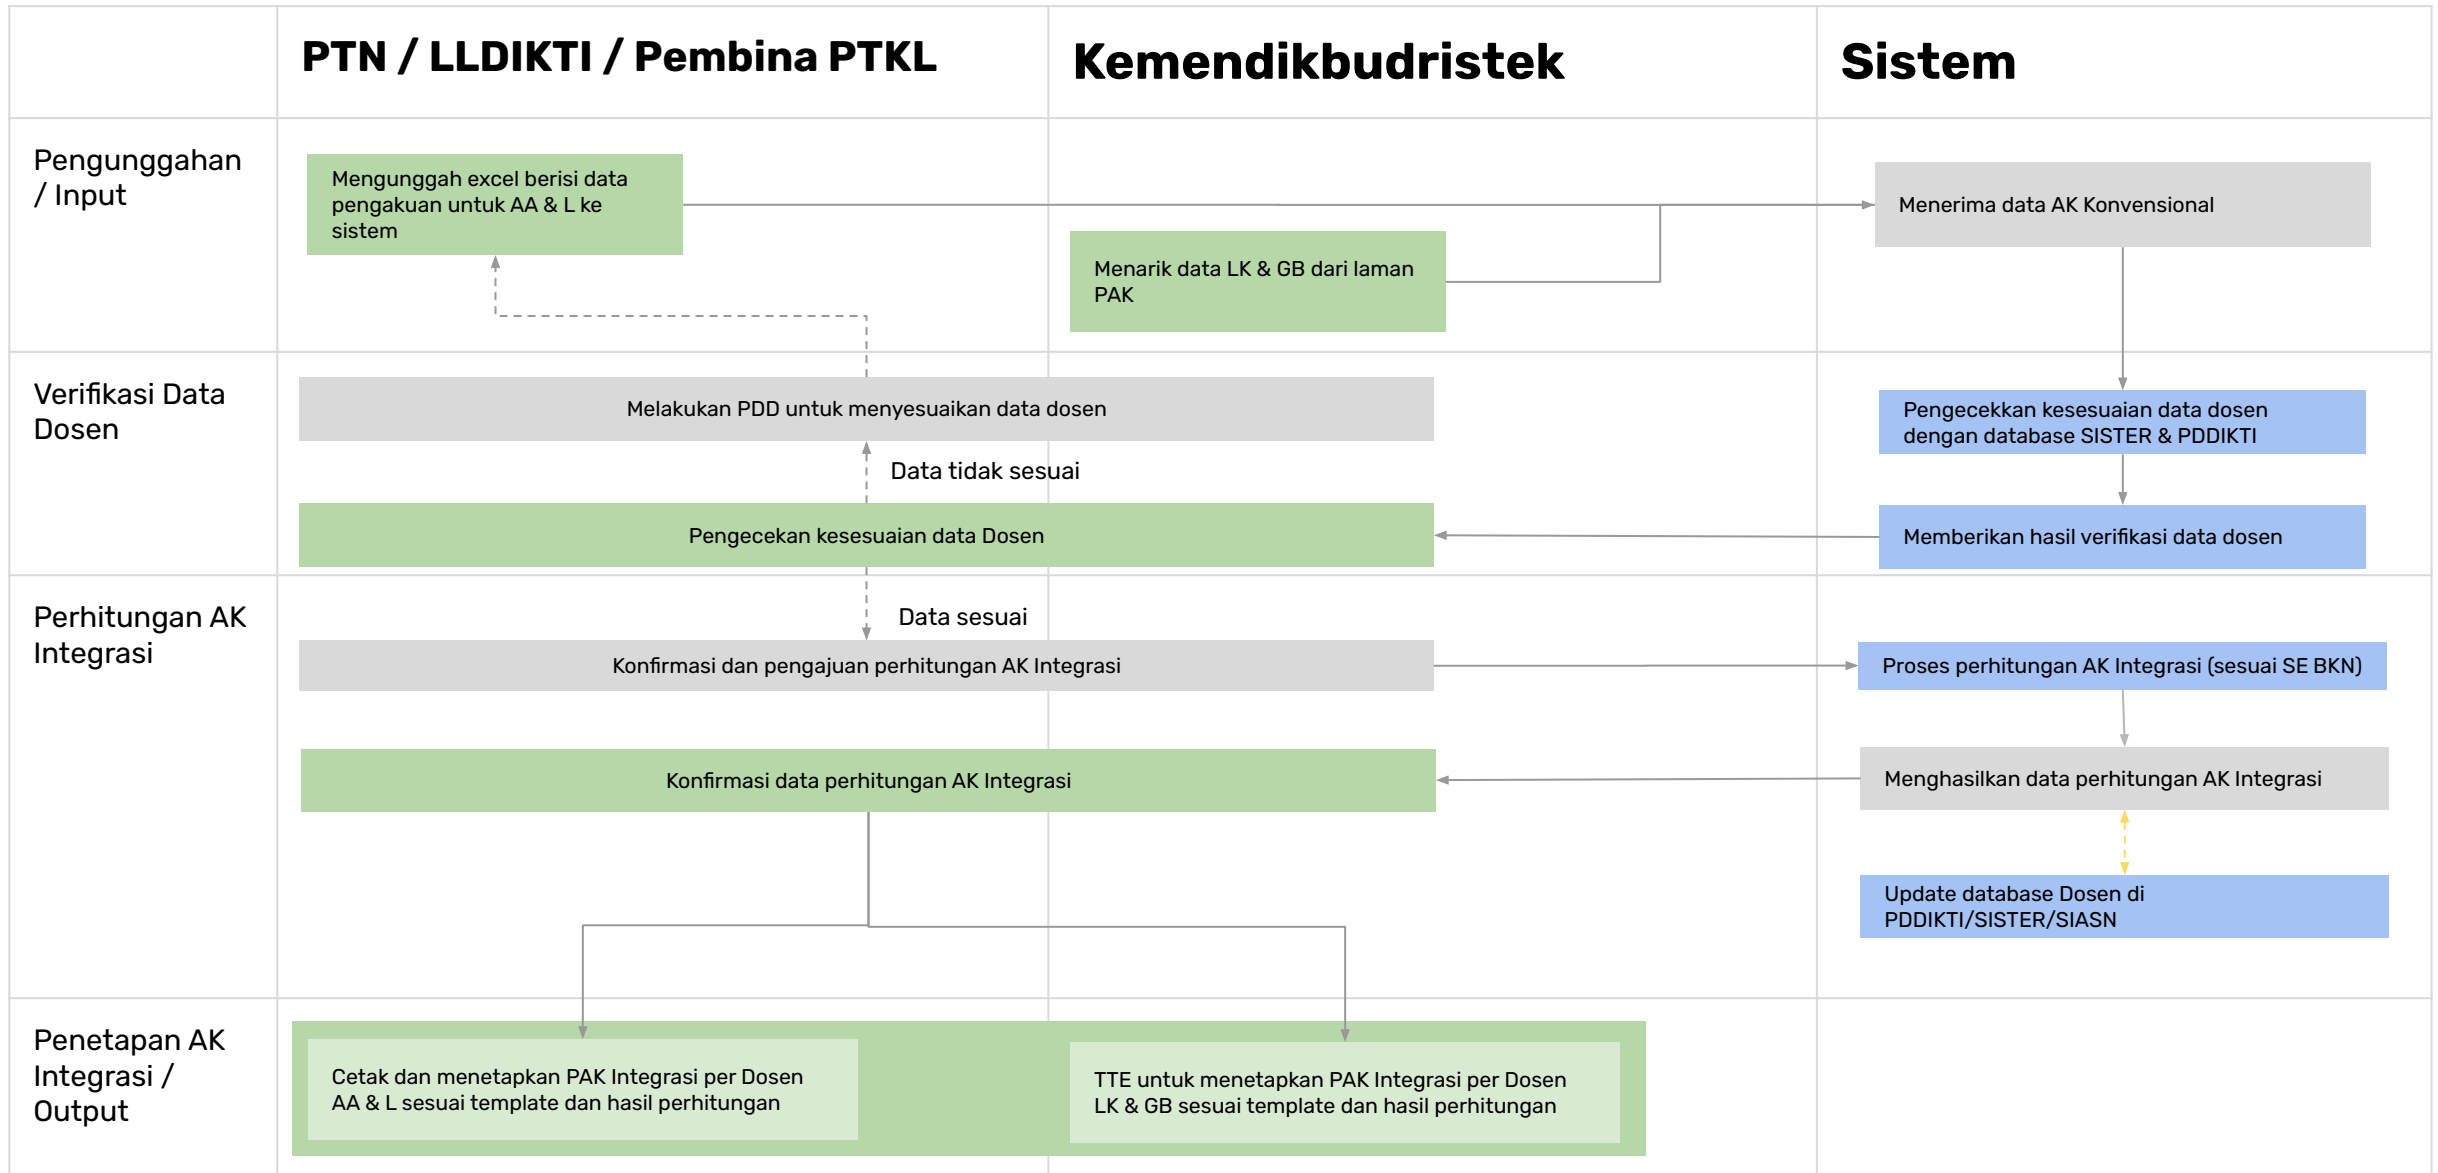 PTN / LLDIKTI / Pembina PTKL
Kemendikbudristek
Sistem
Pengunggahan
/ Input
Mengunggah excel berisi data
pengakuan untuk AA & L ke
sistem
Menarik data LK & GB dari laman
PAK
Menerima data AK Konvensional
Verifikasi Data
Dosen
Melakukan PDD untuk menyesuaikan data dosen
Pengecekkan kesesuaian data dosen
dengan database SISTER & PDDIKTI
Data tidak sesuai
Pengecekan kesesuaian data Dosen
Memberikan hasil verifikasi data dosen
Perhitungan AK
Integrasi
Data sesuai
Konfirmasi dan pengajuan perhitungan AK Integrasi
Proses perhitungan AK Integrasi (sesuai SE BKN)
Konfirmasi data perhitungan AK Integrasi
Menghasilkan data perhitungan AK Integrasi
Update database Dosen di
PDDIKTI/SISTER/SIASN
Penetapan AK
Integrasi /
Output
Cetak dan menetapkan PAK Integrasi per Dosen
AA & L sesuai template dan hasil perhitungan
TTE untuk menetapkan PAK Integrasi per Dosen
LK & GB sesuai template dan hasil perhitungan